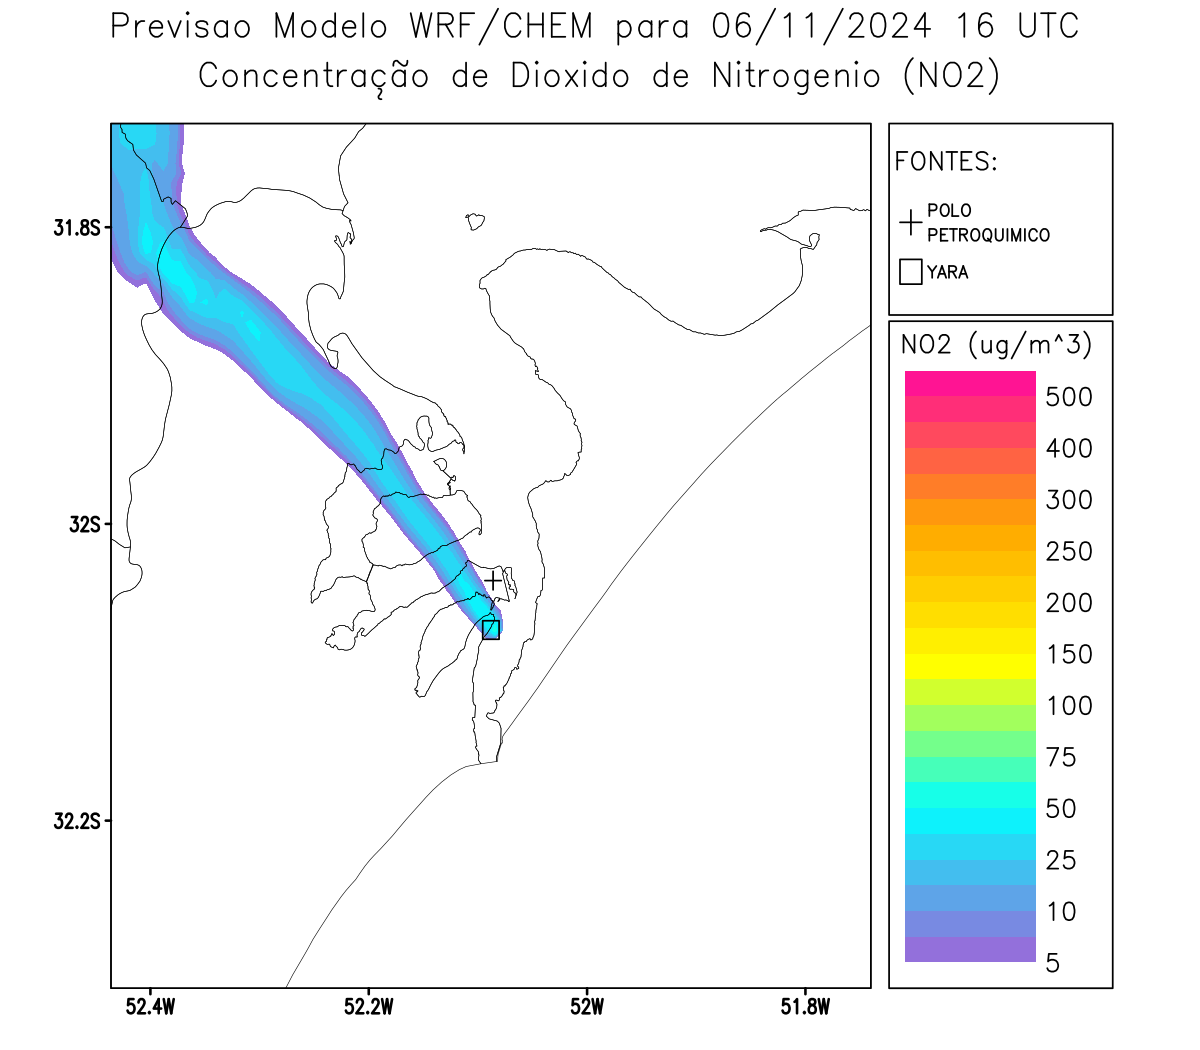 Previsao Modelo WRF/CHEM para 06/11/2024 16 UTC
Concentração de Dioxido de Nitrogenio (NO2)
FONTES:
POLO
PETROQUIMICO
YARA
NO2 (ug/m^3)
500
400
300
250
200
150
100
75
50
25
10
5
31.8S
32S
32.2S
52.4W
52.2W
52W
51.8W